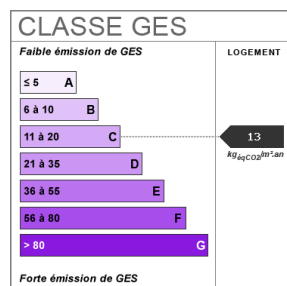 CLASSE GES
Faible émission de GES
LOGEMENT
≤ 5 A
6 à 10 B
11 à 20 C
13
kgéqCO2/m².an
21 à 35 D
36 à 55 E
56 à 80 F
> 80 G
Forte émission de GES